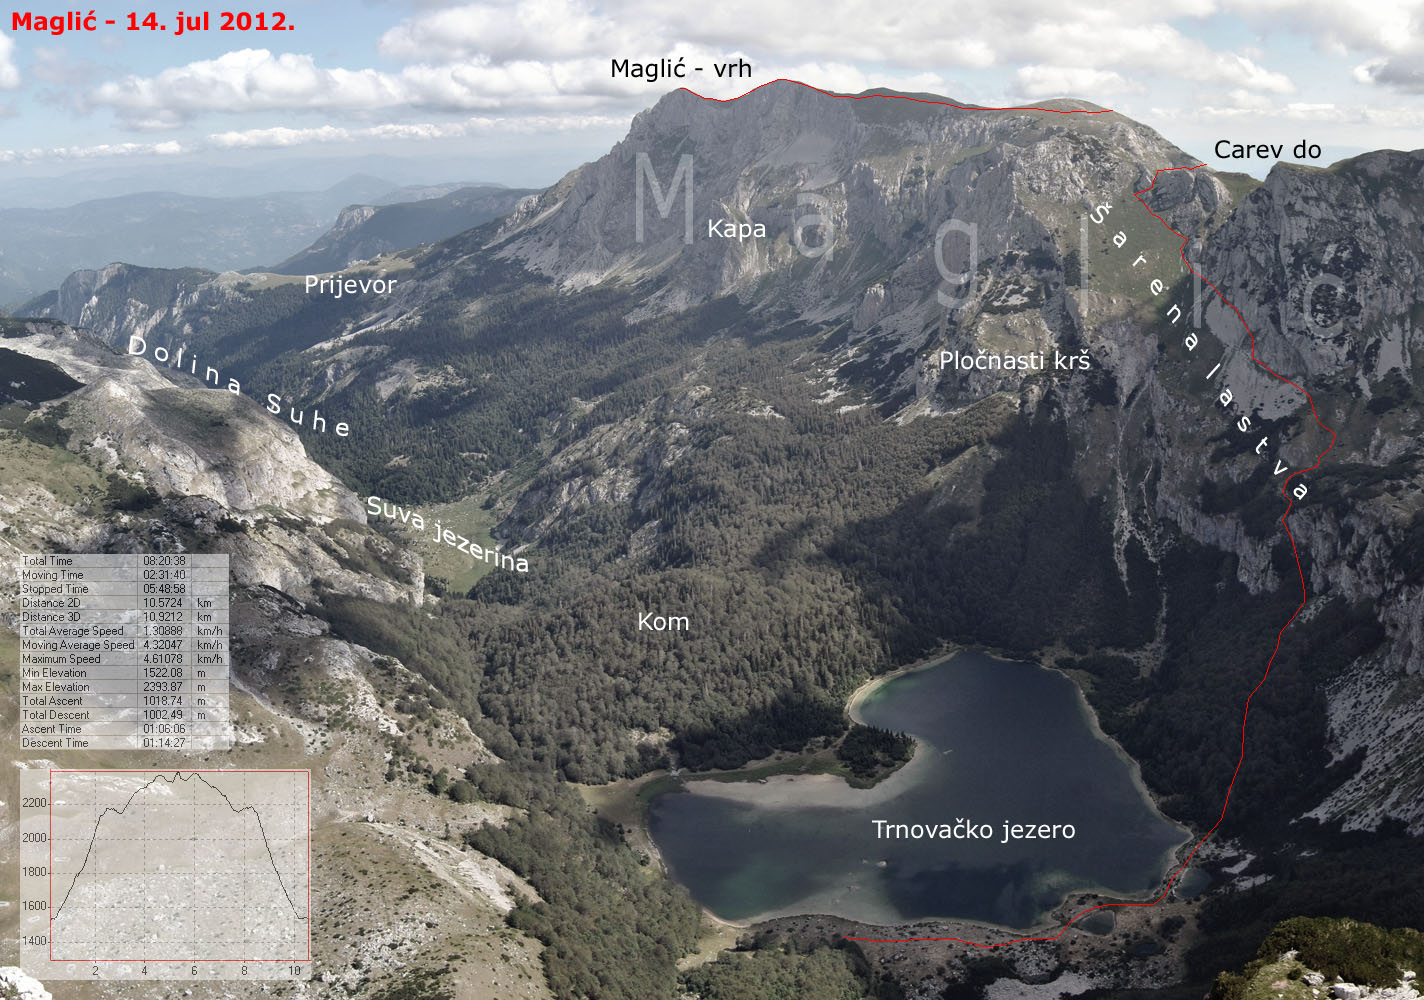 Maglić - 14. jul 2012.
Maglić - vrh
Carev do
Maglić
Kapa
Šarena lastva
Prijevor
Dolina Suhe
Pločnasti krš
Suva jezerina
Kom
Trnovačko jezero
Total Time 08:20:38
Moving Time 02:31:40
Stopped Time 05:48:58
Distance 2D 10.5724 km
Distance 3D 10.9212 km
Total Average Speed 1.30888 km/h
Moving Average Speed 4.32047 km/h
Maximum Speed 4.61078 km/h
Min Elevation 1522.08 m
Max Elevation 2393.87 m
Total Ascent 1018.74 m
Total Descent 1002.49 m
Ascent Time 01:06:06
Descent Time 01:14:27
2200
2000
1800
1600
1400
2 4 6 8 10